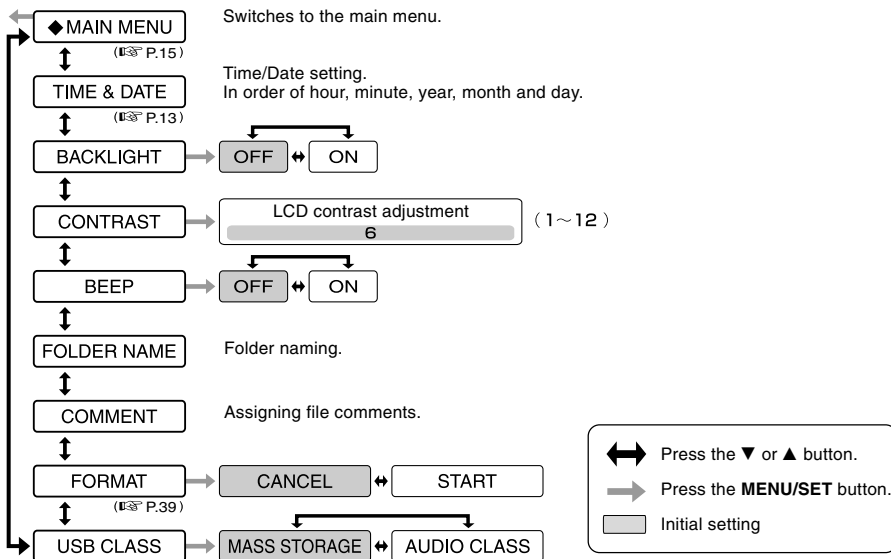 ◆MAIN MENU
Switches to the main menu.
(☞ P.15)
TIME & DATE
Time/Date setting.
In order of hour, minute, year, month and day.
(☞ P.13)
BACKLIGHT
OFF
ON
CONTRAST
LCD contrast adjustment
6
(1~12)
BEEP
OFF
ON
FOLDER NAME
Folder naming.
COMMENT
Assigning file comments.
FORMAT
CANCEL
START
(☞ P.39)
USB CLASS
MASS STORAGE
AUDIO CLASS
Press the ▼ or ▲ button.
Press the MENU/SET button.
Initial setting